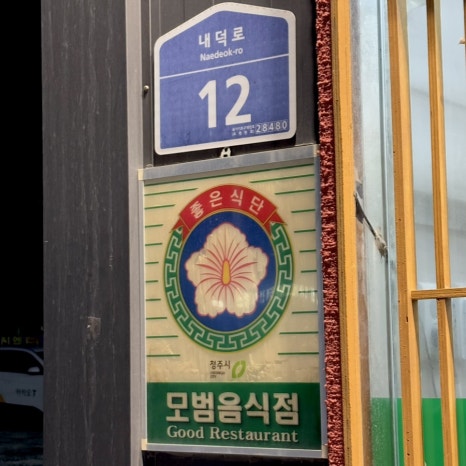 내덕로
Naedeok-ro
12
28480
좋은식단
청주시
모범음식점
Good Restaurant